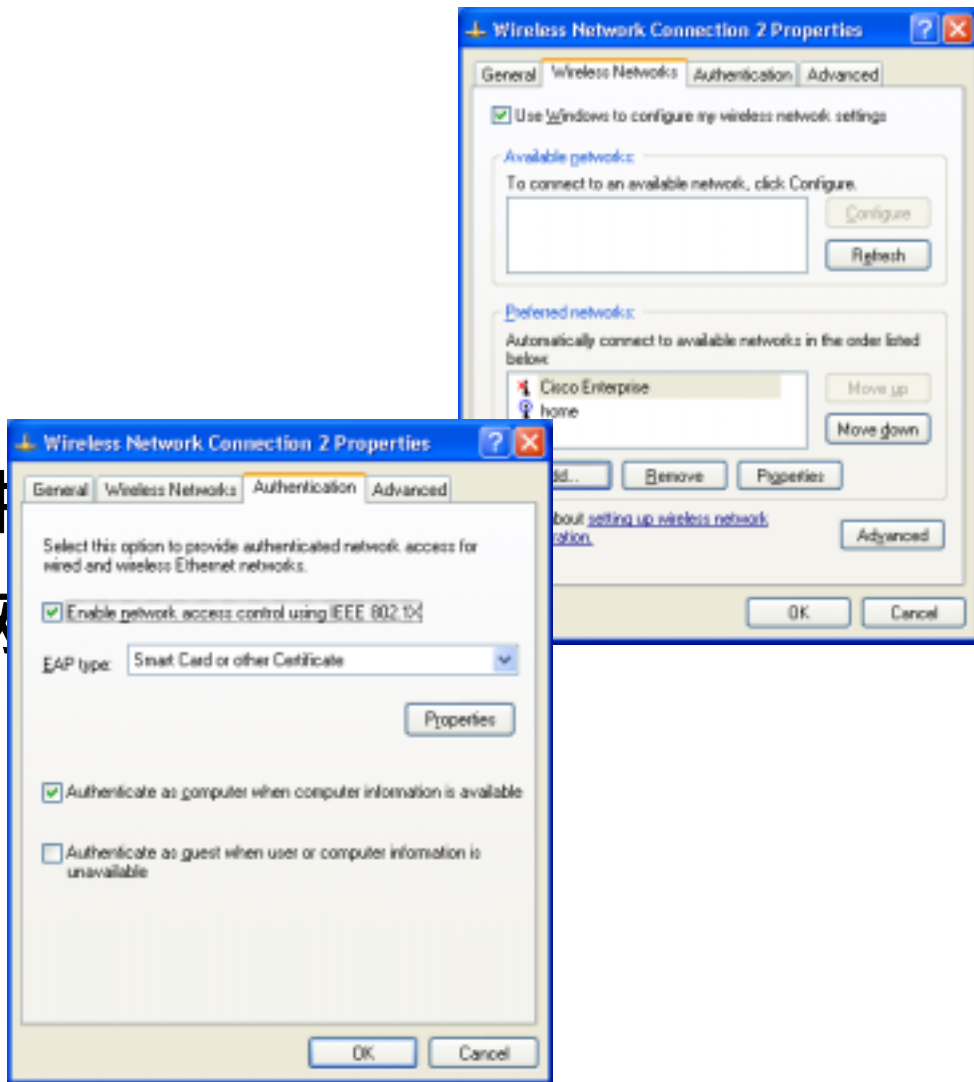 Wireless Network Connection 2 Properties
General Wireless Networks Authentication Advanced
Use Windows to configure my wireless network settings
Available networks:
To connect to an available network, click Configure.
Configure
Refresh
Preferred networks:
Automatically connect to available networks in the order listed
below:
Cisco Enterprise
Move up
home
Move down
Remove
Properties
setting up wireless network
Advanced
OK
Cancel
Wireless Network Connection 2 Properties
General Wireless Networks Authentication Advanced
Select this option to provide authenticated network access for
wired and wireless Ethernet networks.
Enable network access control using IEEE 802.1X
EAP type: Smart Card or other Certificate
Properties
Authenticate as computer when computer information is available
Authenticate as guest when user or computer information is
unavailable
OK
Cancel